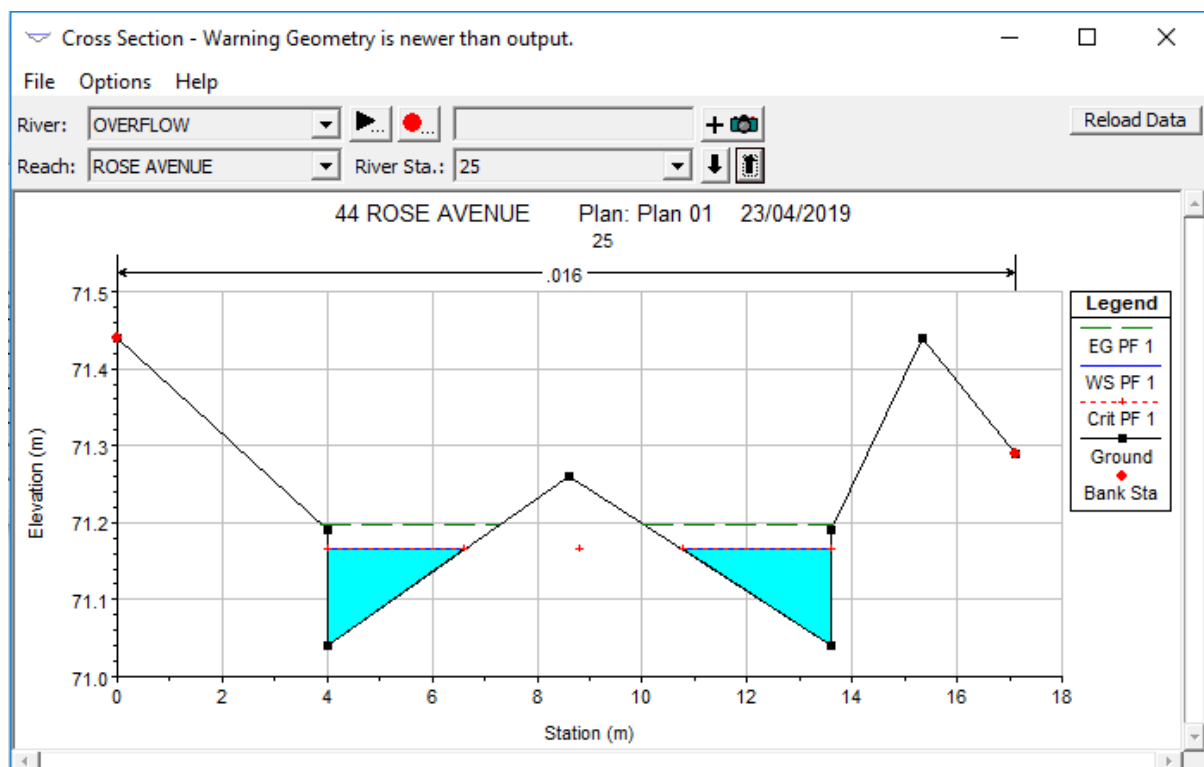 Cross Section - Warning Geometry is newer than output.
File Options Help
River: OVERFLOW
Reload Data
Reach: ROSE AVENUE River Sta.: 25
44 ROSE AVENUE Plan: Plan 01 23/04/2019
25
.016
71.5
71.4
71.3
71.2
71.1
71.0
Elevation (m)
0 2 4 6 8 10 12 14 16 18
Station (m)
Legend
EG PF 1
WS PF 1
Crit PF 1
Ground
Bank Sta